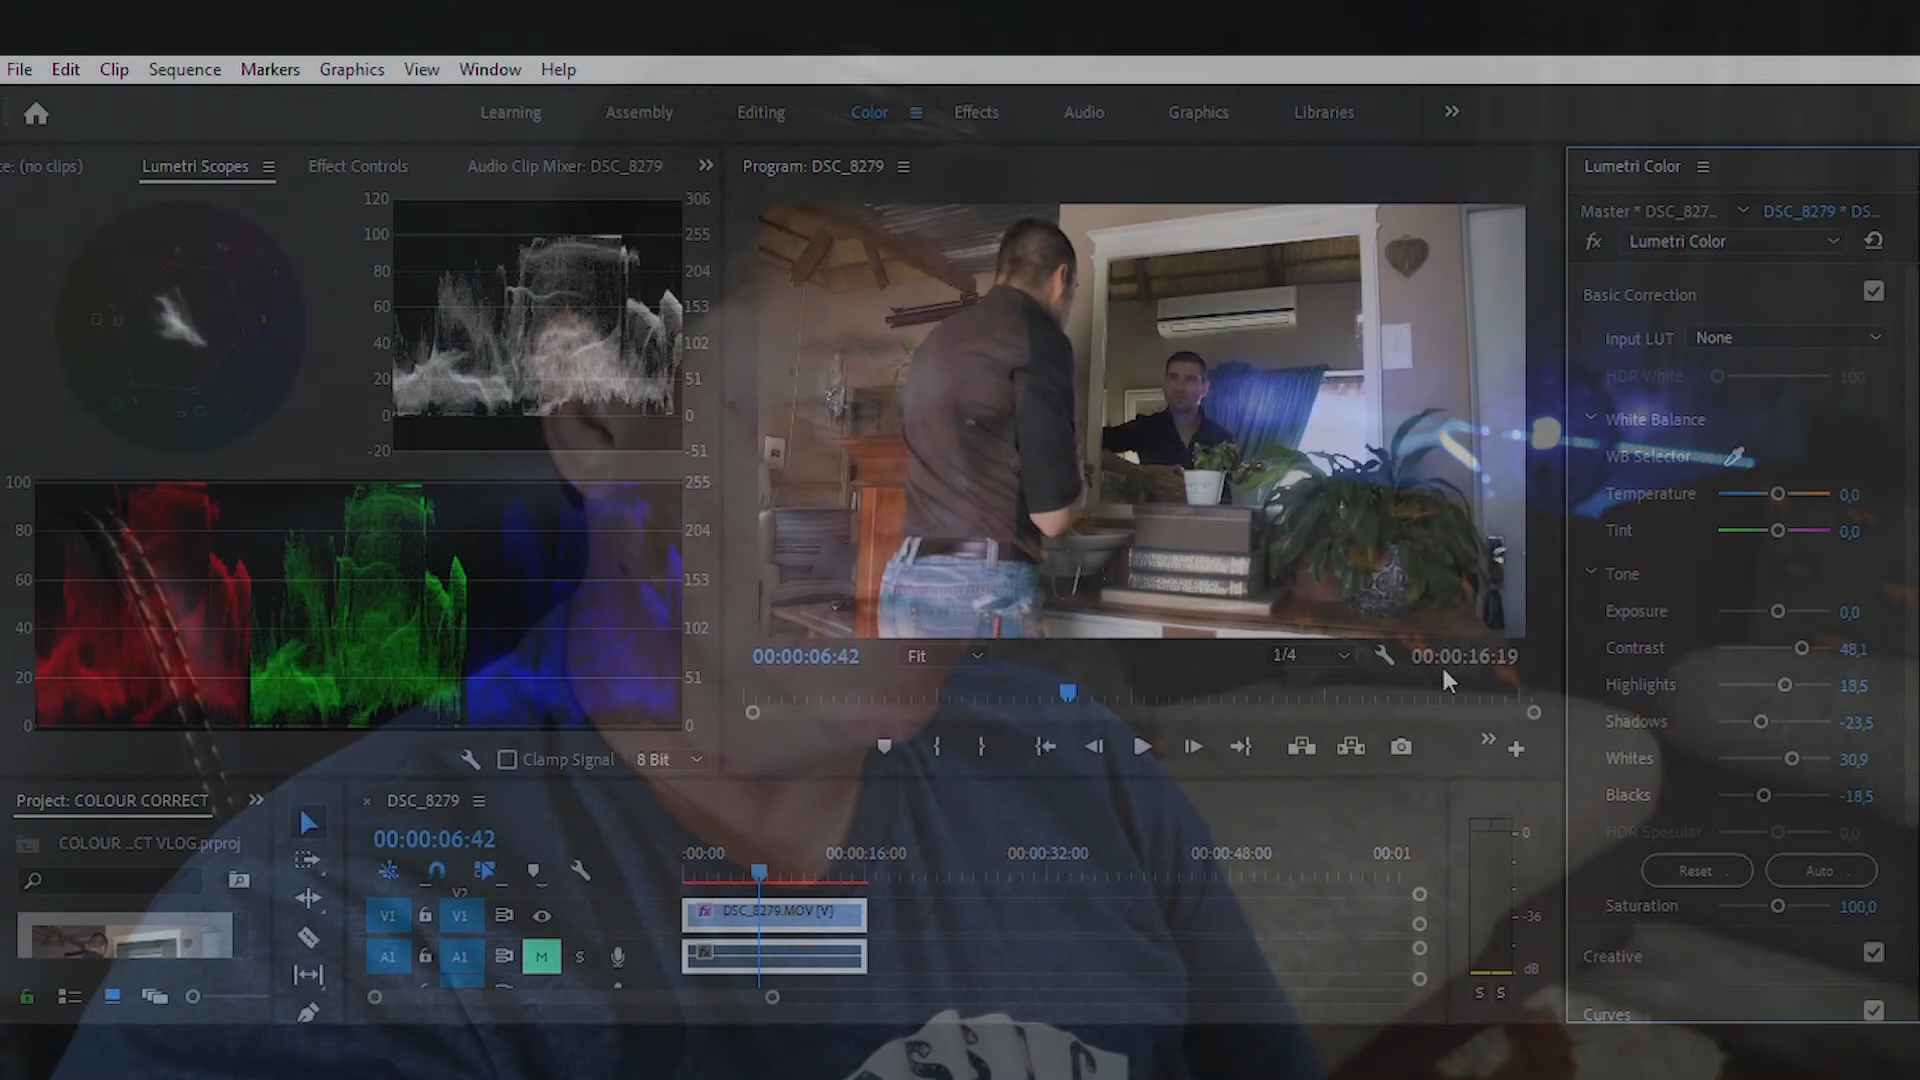 File Edit Clip Sequence Markers Graphics View Window Help
Learning Assembly Editing Color Effects Audio Graphics Libraries
ce: (no clips) Lumetri Scopes Effect Controls Audio Clip Mixer: DSC_8279
Program: DSC_8279
Lumetri Color
120 306
100 255
80 204
60 153
40 102
20 51
0 0
-20 -51
100 255
80 204
60 153
40 102
20 51
0 0
Clamp Signal 8 Bit
00:00:06:42 Fit 1/4 00:00:16:19
Master * DSC_827... DSC_8279 * DS...
fx Lumetri Color
Basic Correction
Input LUT None
HDR White 100
White Balance
WB Selector
Temperature 0,0
Tint 0,0
Tone
Exposure 0,0
Contrast 48,1
Highlights 18,5
Shadows -23,5
Whites 30,9
Blacks -18,5
HDR Specular 0,0
Reset Auto
Saturation 100,0
Creative
Curves
Project: COLOUR CORRECT
COLOUR _CT VLOG.prproj
× DSC_8279
00:00:06:42
:00:00 00:00:16:00 00:00:32:00 00:00:48:00 00:01
V2
V1 V1 fx DSC_8279.MOV [V]
A1 A1 M S fx
0
-36
dB
S S